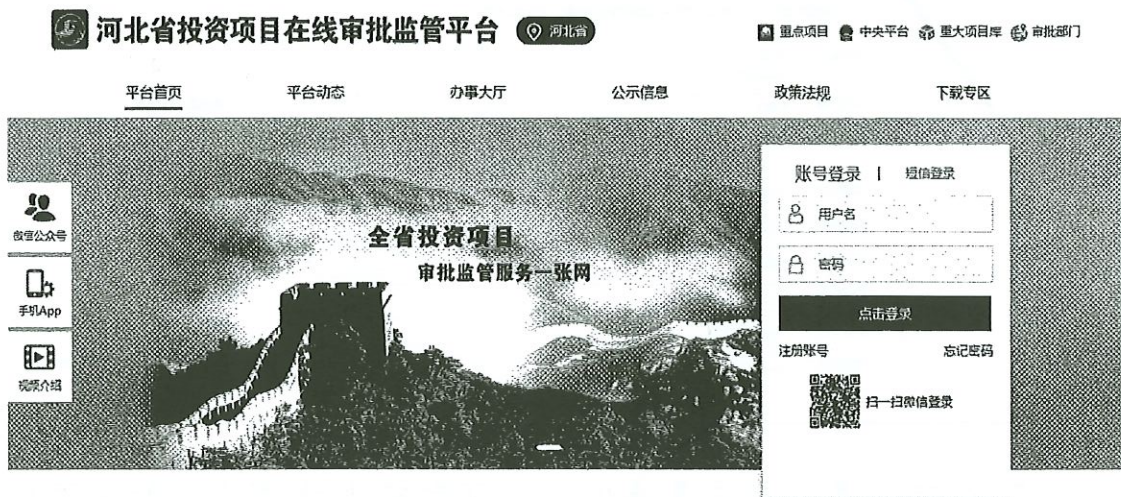 河北省投资项目在线审批监管平台 河北省
重点项目 中央平台 重大项目库 审批部门
平台首页 平台动态 办事大厅 公示信息 政策法规 下载专区
微信公众号
手机App
视频介绍
全省投资项目
审批监管服务一张网
账号登录 | 短信登录
用户名
密码
点击登录
注册账号 忘记密码
扫一扫微信登录